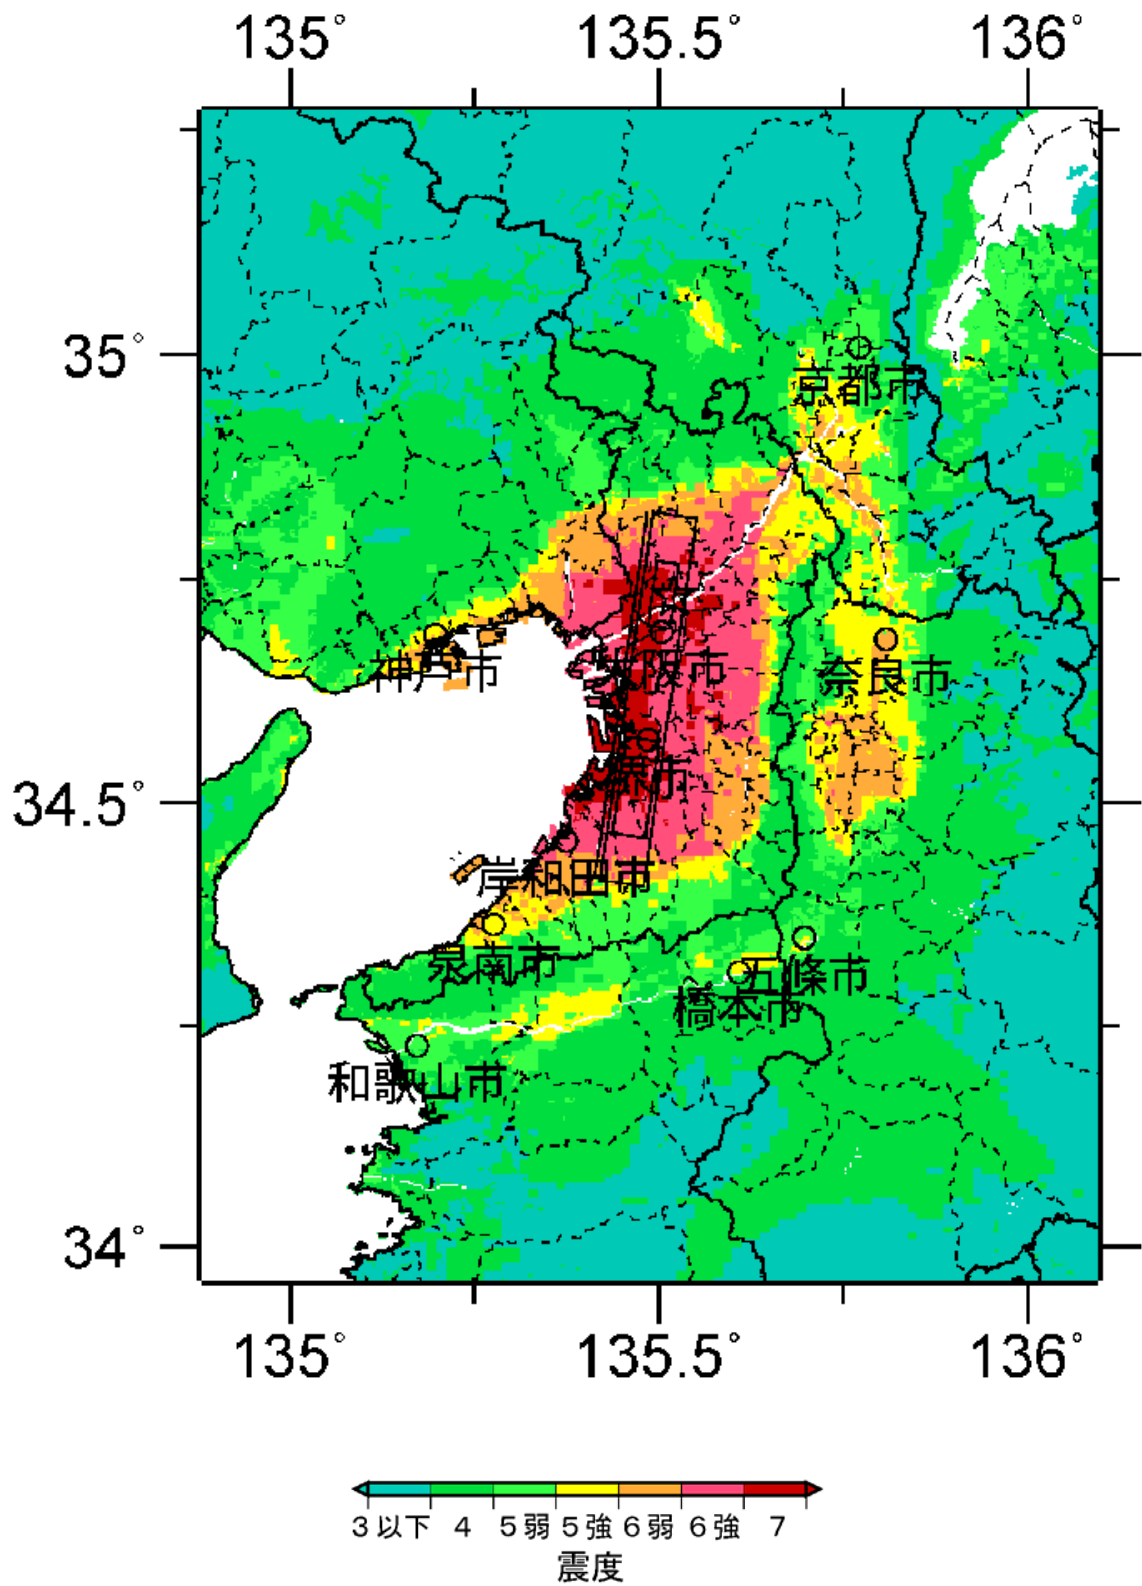 135° 135.5° 136°
35°
京都市
神戸市
大阪市
奈良市
34.5°
堺市
岸和田市
泉南市
五條市
橋本市
和歌山市
34°
135° 135.5° 136°
3以下 4 5弱 5強 6弱 6強 7
震度